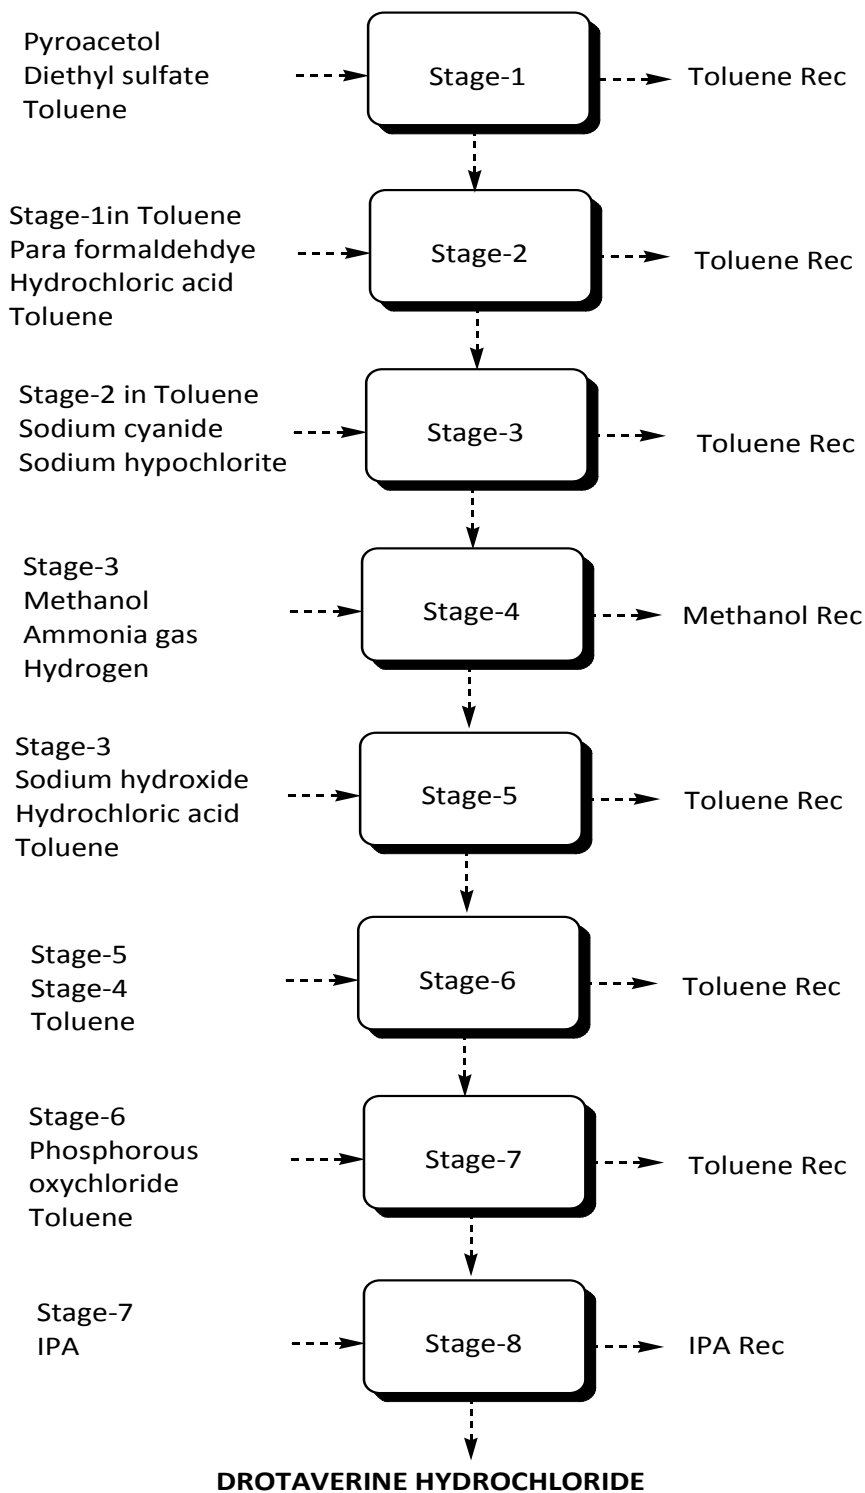 Pyroacetol
Diethyl sulfate
Toluene
Stage-1
Toluene Rec
Stage-1in Toluene
Para formaldehdye
Hydrochloric acid
Toluene
Stage-2
Toluene Rec
Stage-2 in Toluene
Sodium cyanide
Sodium hypochlorite
Stage-3
Toluene Rec
Stage-3
Methanol
Ammonia gas
Hydrogen
Stage-4
Methanol Rec
Stage-3
Sodium hydroxide
Hydrochloric acid
Toluene
Stage-5
Toluene Rec
Stage-5
Stage-4
Toluene
Stage-6
Toluene Rec
Stage-6
Phosphorous
oxychloride
Toluene
Stage-7
Toluene Rec
Stage-7
IPA
Stage-8
IPA Rec
DROTAVERINE HYDROCHLORIDE